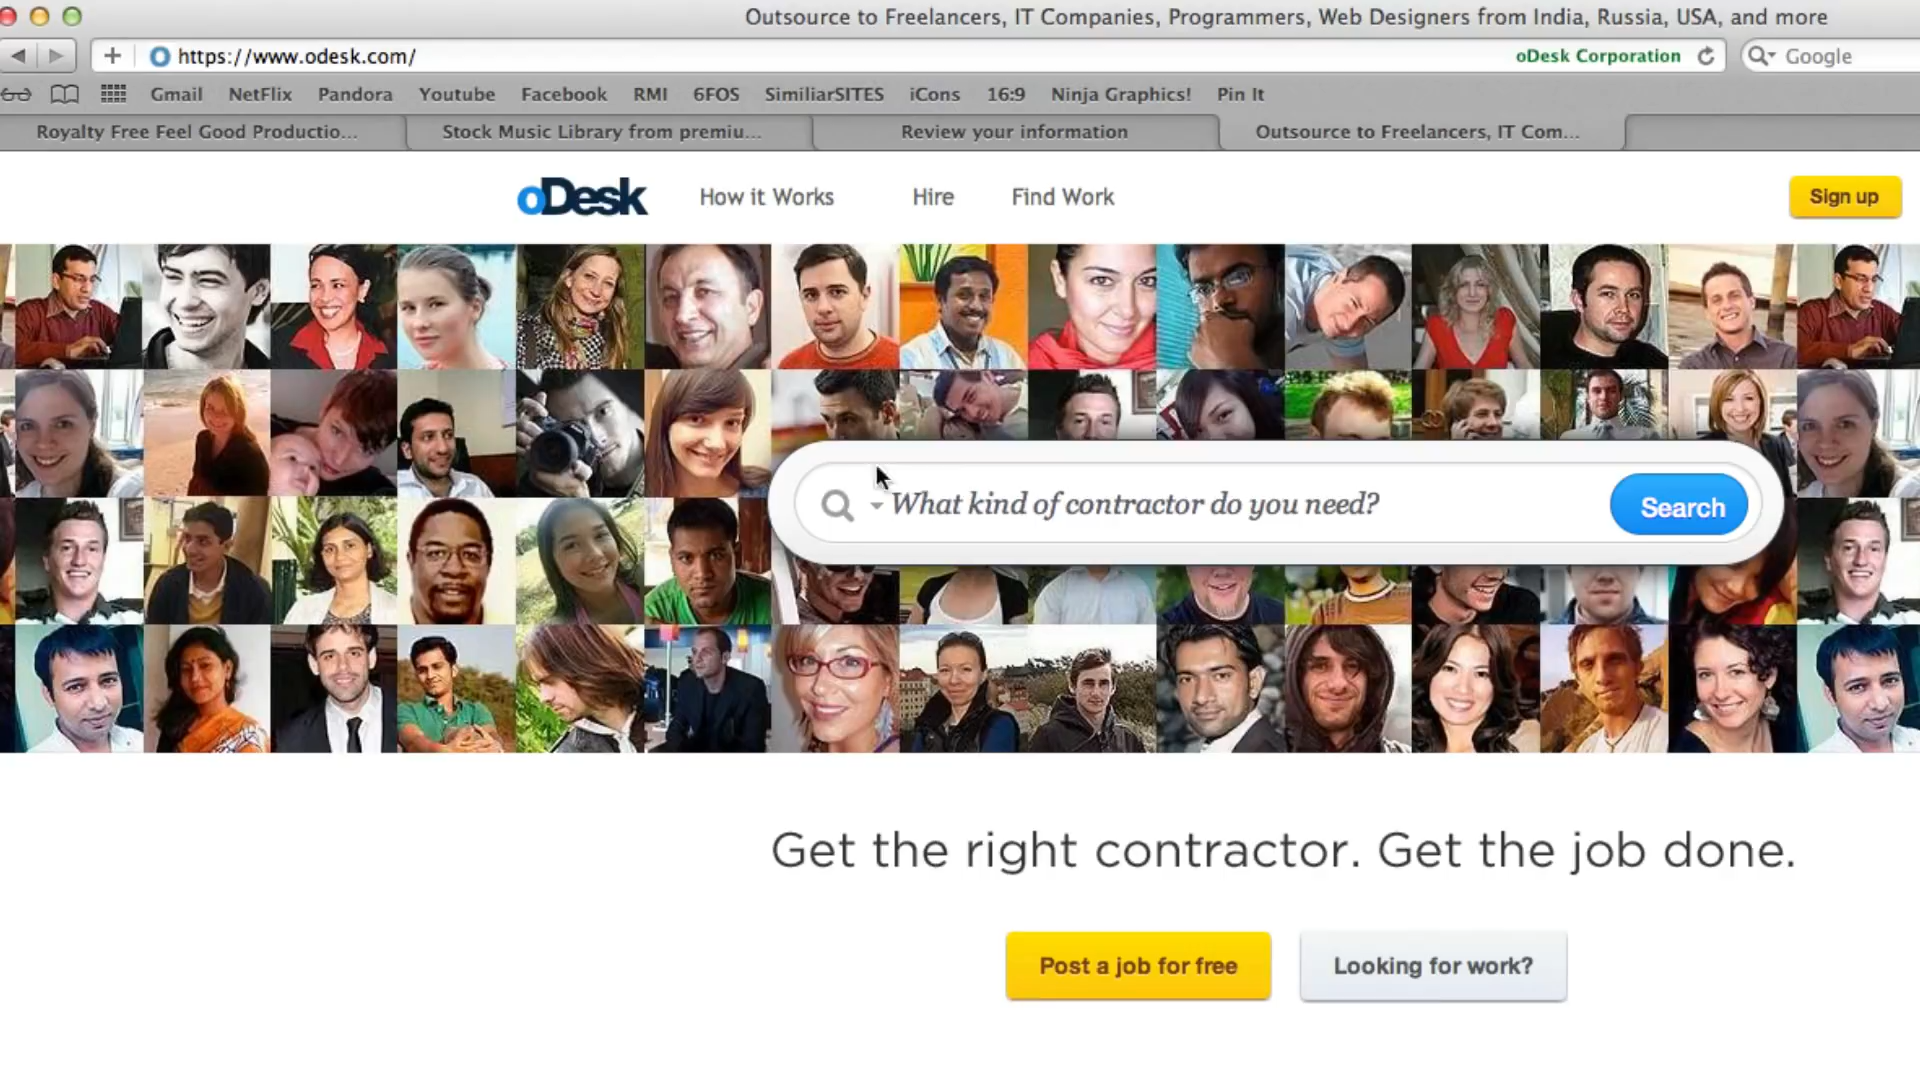 Outsource to Freelancers, IT Companies, Programmers, Web Designers from India, Russia, USA, and more
https://www.odesk.com/
oDesk Corporation
Google
Gmail NetFlix Pandora Youtube Facebook RMI 6FOS SimiliarSITES iCons 16:9 Ninja Graphics! Pin It
Royalty Free Feel Good Productio... Stock Music Library from premiu... Review your information Outsource to Freelancers, IT Com...
oDesk How it Works Hire Find Work Sign up
What kind of contractor do you need? Search
Get the right contractor. Get the job done.
Post a job for free Looking for work?